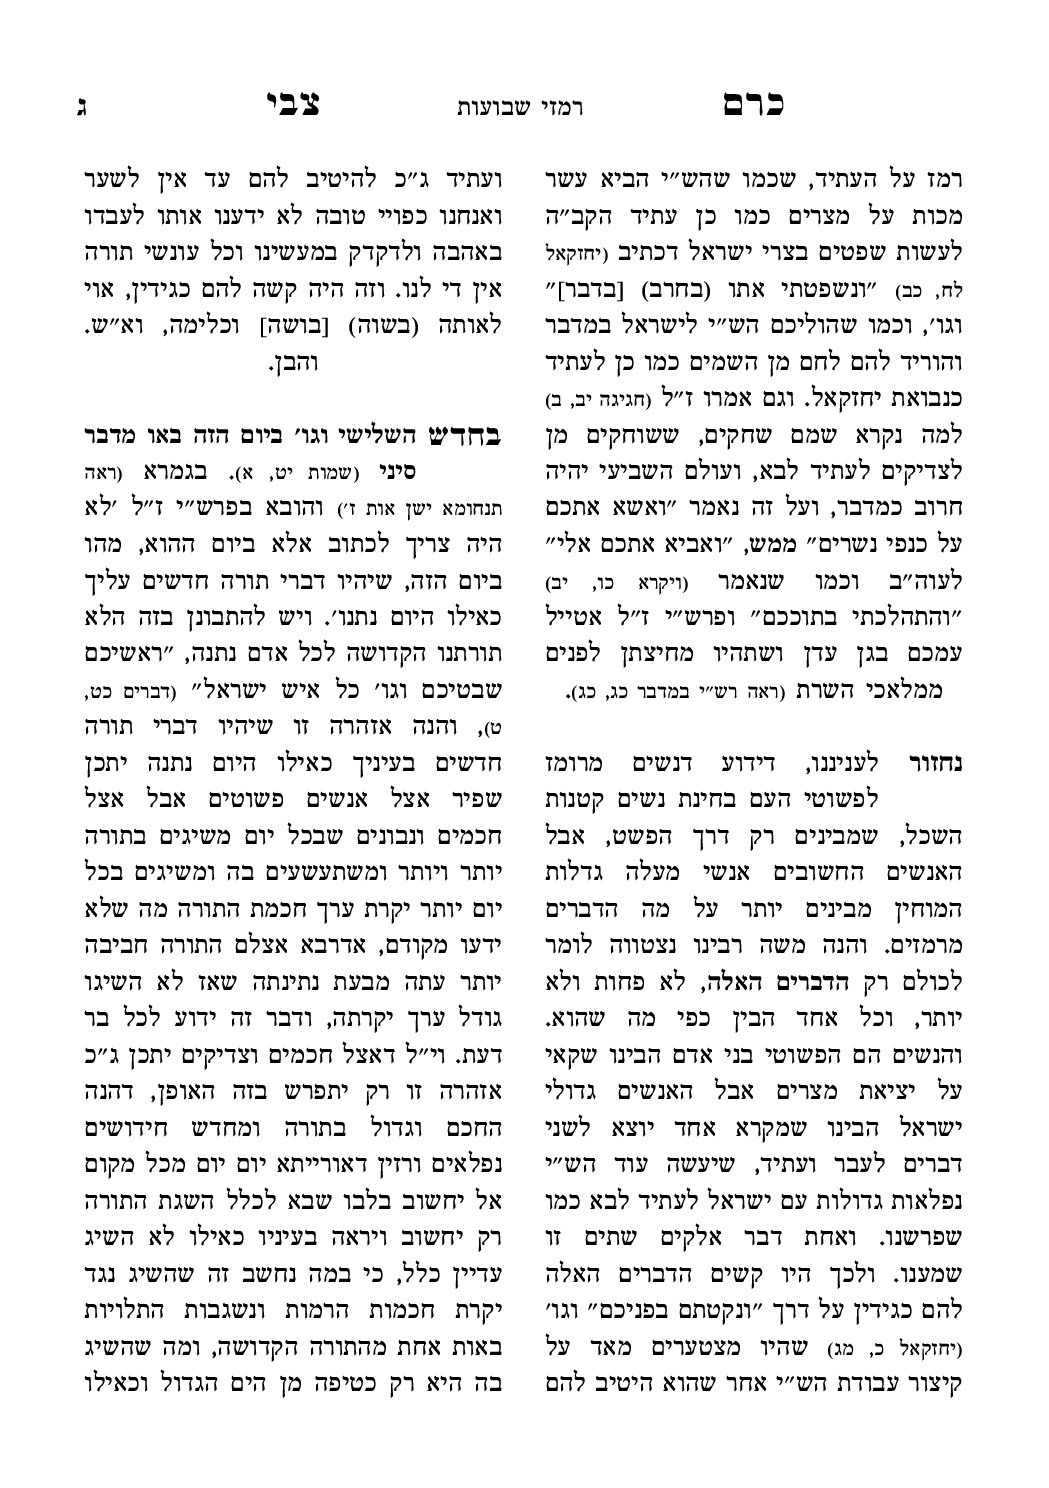 כרם רמזי שבועות צבי ג
רמז על העתיד, שכמו שהש״י הביא עשר
מכות על מצרים כמו כן עתיד הקב״ה
לעשות שפטים בצרי ישראל דכתיב (יחזקאל
לח, כב) ״ונשפטתי אתו (בחרב) [בדבר]״
וגו׳, וכמו שהוליכם הש״י לישראל במדבר
והוריד להם לחם מן השמים כמו כן לעתיד
כנבואת יחזקאל. וגם אמרו ז״ל (חגיגה יב, ב)
למה נקרא שמם שחקים, ששוחקים מן
לצדיקים לעתיד לבא, ועולם השביעי יהיה
חרוב כמדבר, ועל זה נאמר ״ואשא אתכם
על כנפי נשרים״ ממש, ״ואביא אתכם אלי״
לעוה״ב וכמו שנאמר (ויקרא כו, יב)
״והתהלכתי בתוככם״ ופרש״י ז״ל אטייל
עמכם בגן עדן ושתהיו מחיצתן לפנים
ממלאכי השרת (ראה רש״י במדבר כג, כג).
נחזור לעניננו, דידוע דנשים מרומז
לפשוטי העם בחינת נשים קטנות
השכל, שמבינים רק דרך הפשט, אבל
האנשים החשובים אנשי מעלה גדלות
המוחין מבינים יותר על מה הדברים
מרמזים. והנה משה רבינו נצטווה לומר
לכולם רק הדברים האלה, לא פחות ולא
יותר, וכל אחד הבין כפי מה שהוא.
והנשים הם הפשוטי בני אדם הבינו שקאי
על יציאת מצרים אבל האנשים גדולי
ישראל הבינו שמקרא אחד יוצא לשני
דברים לעבר ועתיד, שיעשה עוד הש״י
נפלאות גדולות עם ישראל לעתיד לבא כמו
שפרשנו. ואחת דבר אלקים שתים זו
שמענו. ולכך היו קשים הדברים האלה
להם כגידין על דרך ״ונקטתם בפניכם״ וגו׳
(יחזקאל כ, מג) שהיו מצטערים מאד על
קיצור עבודת הש״י אחר שהוא היטיב להם
ועתיד ג״כ להיטיב להם עד אין לשער
ואנחנו כפויי טובה לא ידענו אותו לעבדו
באהבה ולדקדק במעשינו וכל עונשי תורה
אין די לנו. וזה היה קשה להם כגידין, אוי
לאותה (בשוה) [בושה] וכלימה, וא״ש.
והבן.
בחדש השלישי וגו׳ ביום הזה באו מדבר
סיני (שמות יט, א). בגמרא (ראה
תנחומא ישן אות ז׳) והובא בפרש״י ז״ל ׳לא
היה צריך לכתוב אלא ביום ההוא, מהו
ביום הזה, שיהיו דברי תורה חדשים עליך
כאילו היום נתנו׳. ויש להתבונן בזה הלא
תורתנו הקדושה לכל אדם נתנה, ״ראשיכם
שבטיכם וגו׳ כל איש ישראל״ (דברים כט,
ט), והנה אזהרה זו שיהיו דברי תורה
חדשים בעיניך כאילו היום נתנה יתכן
שפיר אצל אנשים פשוטים אבל אצל
חכמים ונבונים שבכל יום משיגים בתורה
יותר ויותר ומשתעשעים בה ומשיגים בכל
יום יותר יקרת ערך חכמת התורה מה שלא
ידעו מקודם, אדרבא אצלם התורה חביבה
יותר עתה מבעת נתינתה שאז לא השיגו
גודל ערך יקרתה, ודבר זה ידוע לכל בר
דעת. וי״ל דאצל חכמים וצדיקים יתכן ג״כ
אזהרה זו רק יתפרש בזה האופן, דהנה
החכם וגדול בתורה ומחדש חידושים
נפלאים ורזין דאורייתא יום יום מכל מקום
אל יחשוב בלבו שבא לכלל השגת התורה
רק יחשוב ויראה בעיניו כאילו לא השיג
עדיין כלל, כי במה נחשב זה שהשיג נגד
יקרת חכמות הרמות ונשגבות התלויות
באות אחת מהתורה הקדושה, ומה שהשיג
בה היא רק כטיפה מן הים הגדול וכאילו